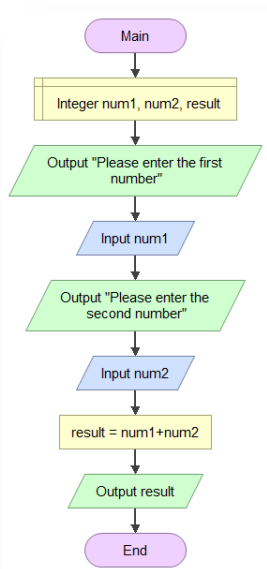 Main
Integer num1, num2, result
Output "Please enter the first
number"
Input num1
Output "Please enter the
second number"
Input num2
result = num1+num2
Output result
End